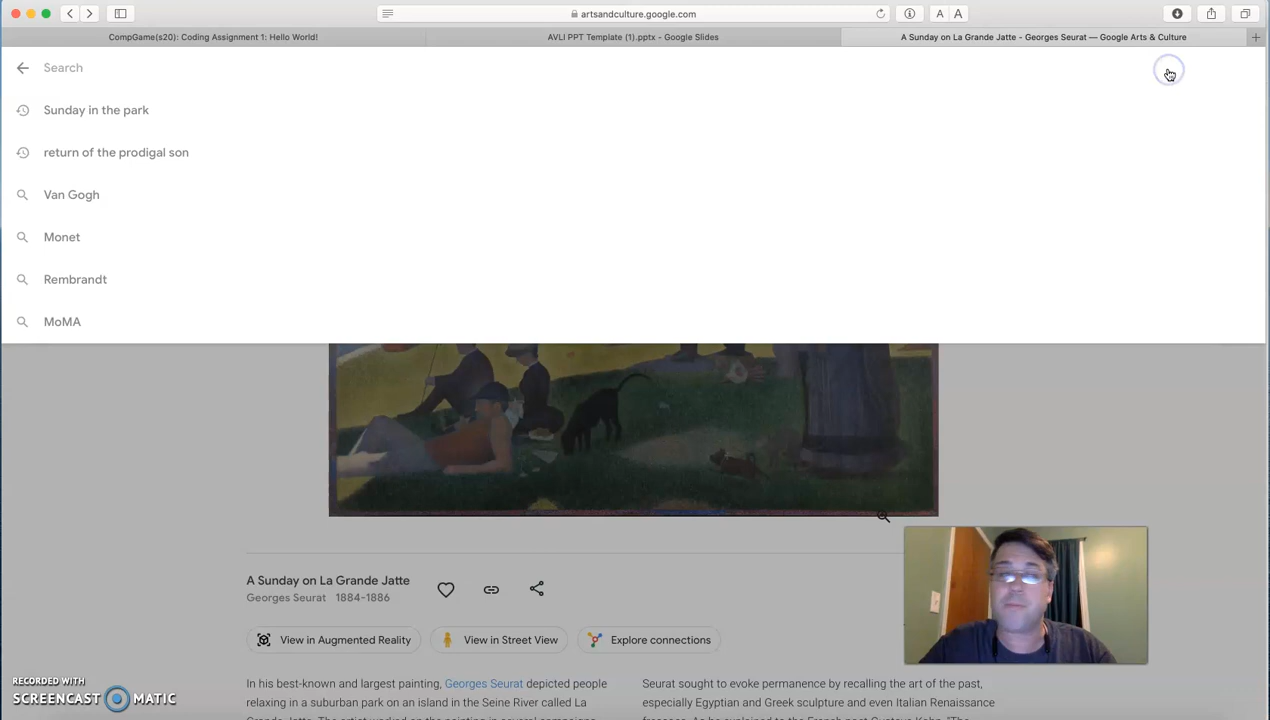 artsandculture.google.com
A A
CompGame(s20): Coding Assignment 1: Hello World!
AVLI PPT Template (1).pptx - Google Slides
A Sunday on La Grande Jatte - Georges Seurat — Google Arts & Culture
Search
Sunday in the park
return of the prodigal son
Van Gogh
Monet
Rembrandt
MoMA
A Sunday on La Grande Jatte
Georges Seurat 1884-1886
View in Augmented Reality
View in Street View
Explore connections
In his best-known and largest painting, Georges Seurat depicted people
relaxing in a suburban park on an island in the Seine River called La
Seurat sought to evoke permanence by recalling the art of the past,
especially Egyptian and Greek sculpture and even Italian Renaissance
RECORDED WITH
SCREENCAST MATIC